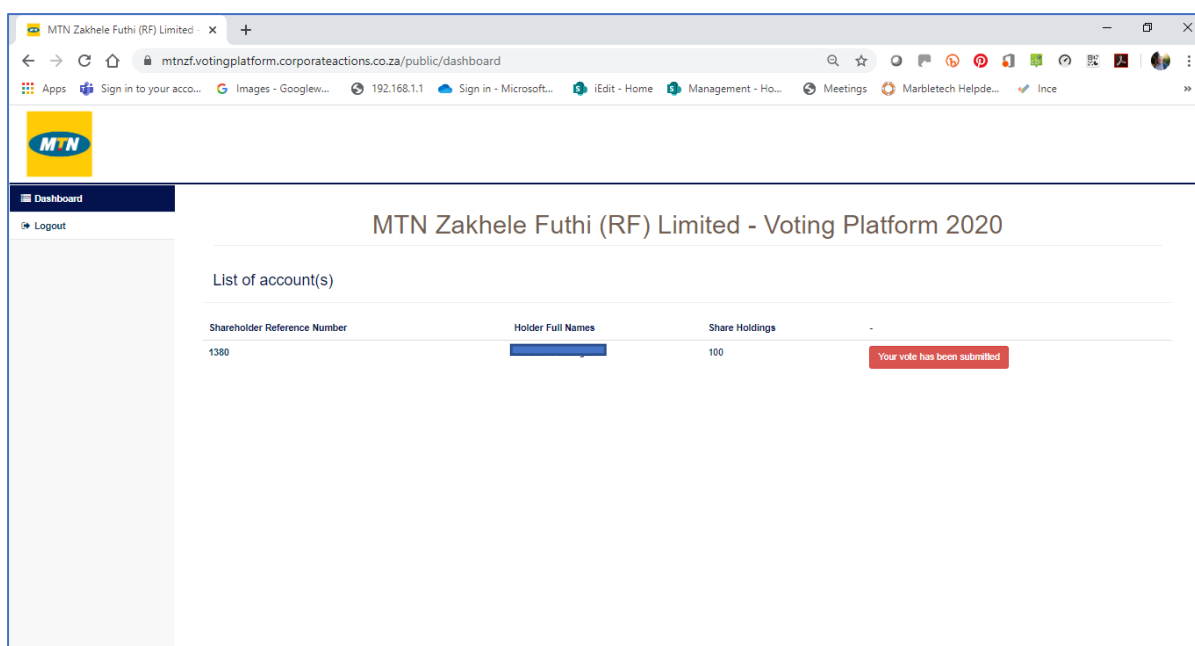 MTN Zakhele Futhi (RF) Limited -
mtnzf.votingplatform.corporateactions.co.za/public/dashboard
Apps Sign in to your acco... Images - Googlew... 192.168.1.1 Sign in - Microsoft... iEdit - Home Management - Ho... Meetings Marbletech Helpde... Ince »
MTN
Dashboard
Logout
MTN Zakhele Futhi (RF) Limited - Voting Platform 2020
List of account(s)
Shareholder Reference Number Holder Full Names Share Holdings -
1380 100 Your vote has been submitted